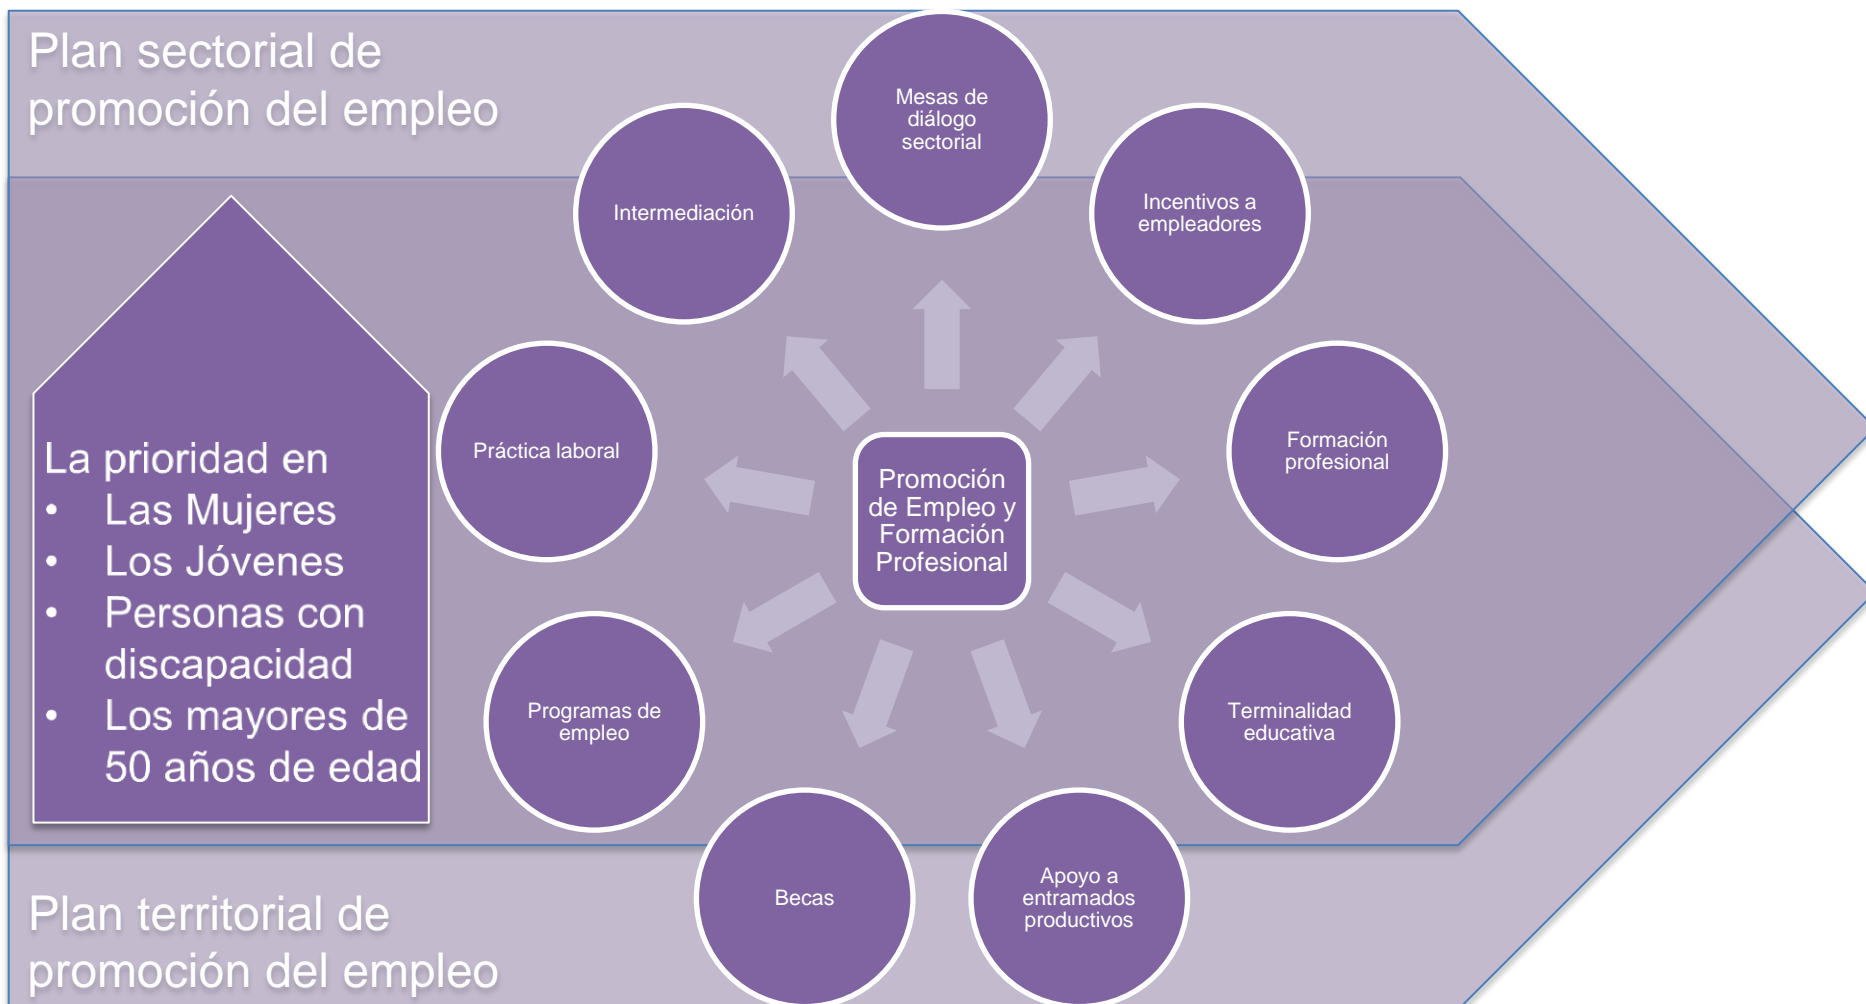 Plan sectorial de
promoción del empleo
Mesas de
diálogo
sectorial
Intermediación
Incentivos a
empleadores
Práctica laboral
Formación
profesional
Promoción
de Empleo y
Formación
Profesional
La prioridad en
• Las Mujeres
• Los Jóvenes
• Personas con
discapacidad
• Los mayores de
50 años de edad
Programas de
empleo
Terminalidad
educativa
Becas
Apoyo a
entramados
productivos
Plan territorial de
promoción del empleo